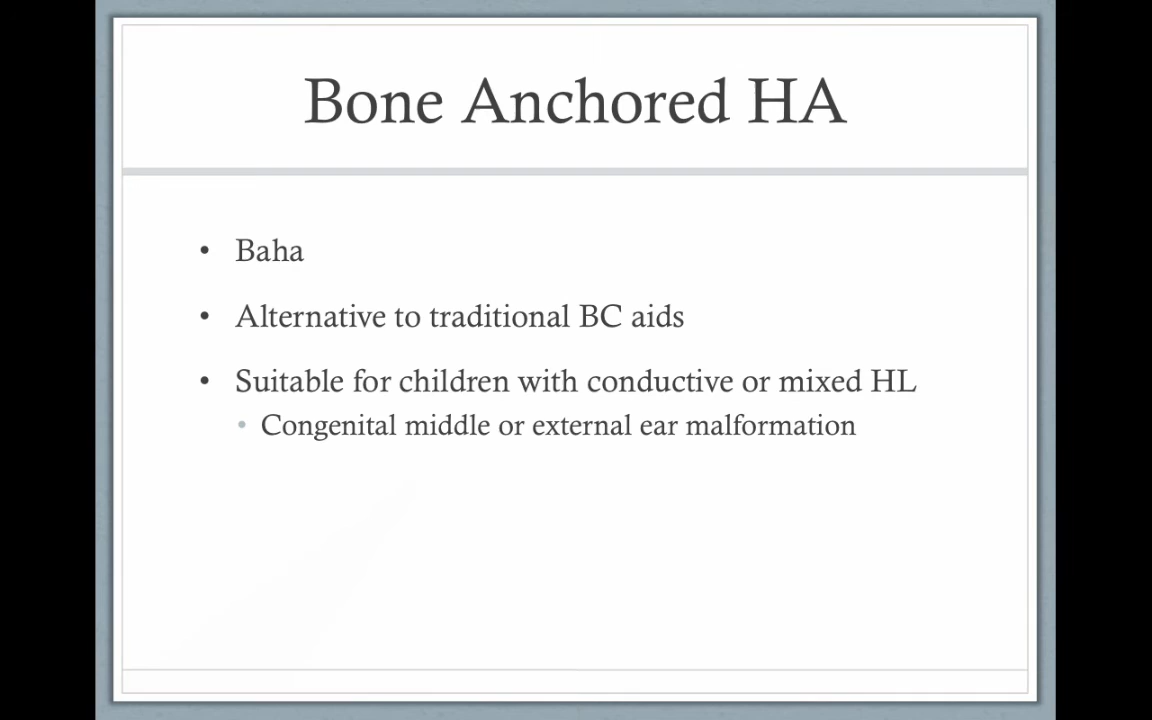 Bone Anchored HA
• Baha
• Alternative to traditional BC aids
• Suitable for children with conductive or mixed HL
• Congenital middle or external ear malformation